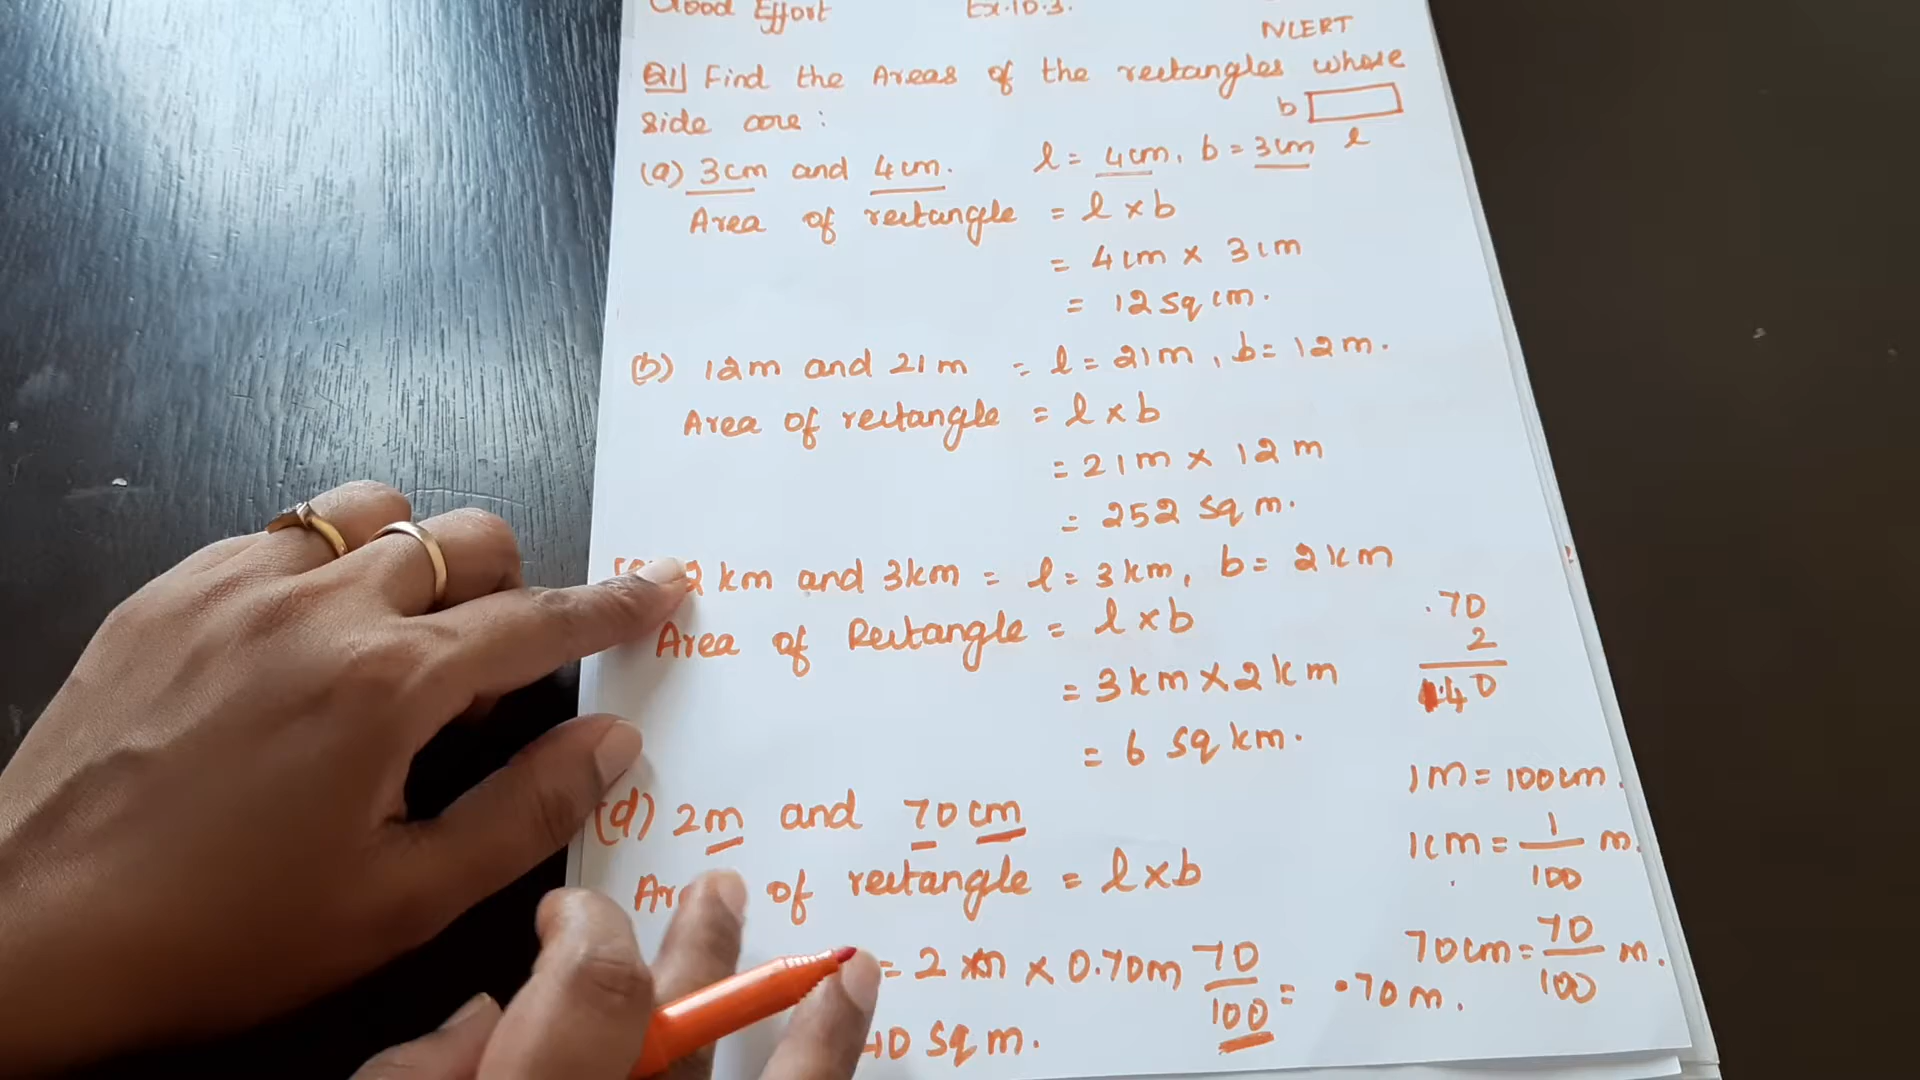 Good Effort Ex.10.3.
NCERT
Q1] Find the Areas of the rectangles whose
side are :
b
l
(a) 3cm and 4cm. l = 4cm, b = 3cm
Area of rectangle = l x b
= 4cm x 3cm
= 12 sq cm.
(b) 12m and 21m = l = 21m, b = 12m.
Area of rectangle = l x b
= 21m x 12m
= 252 sq m.
2km and 3km = l = 3km, b = 2km
Area of Rectangle = l x b
= 3km x 2km
= 6 sq km.
.70
2
1.40
1m = 100cm.
1cm = 1/100 m.
70cm = 70/100 m.
(d) 2m and 70cm
of rectangle = l x b
= 2 m x 0.70m 70/100 = .70m.
40 sq m.